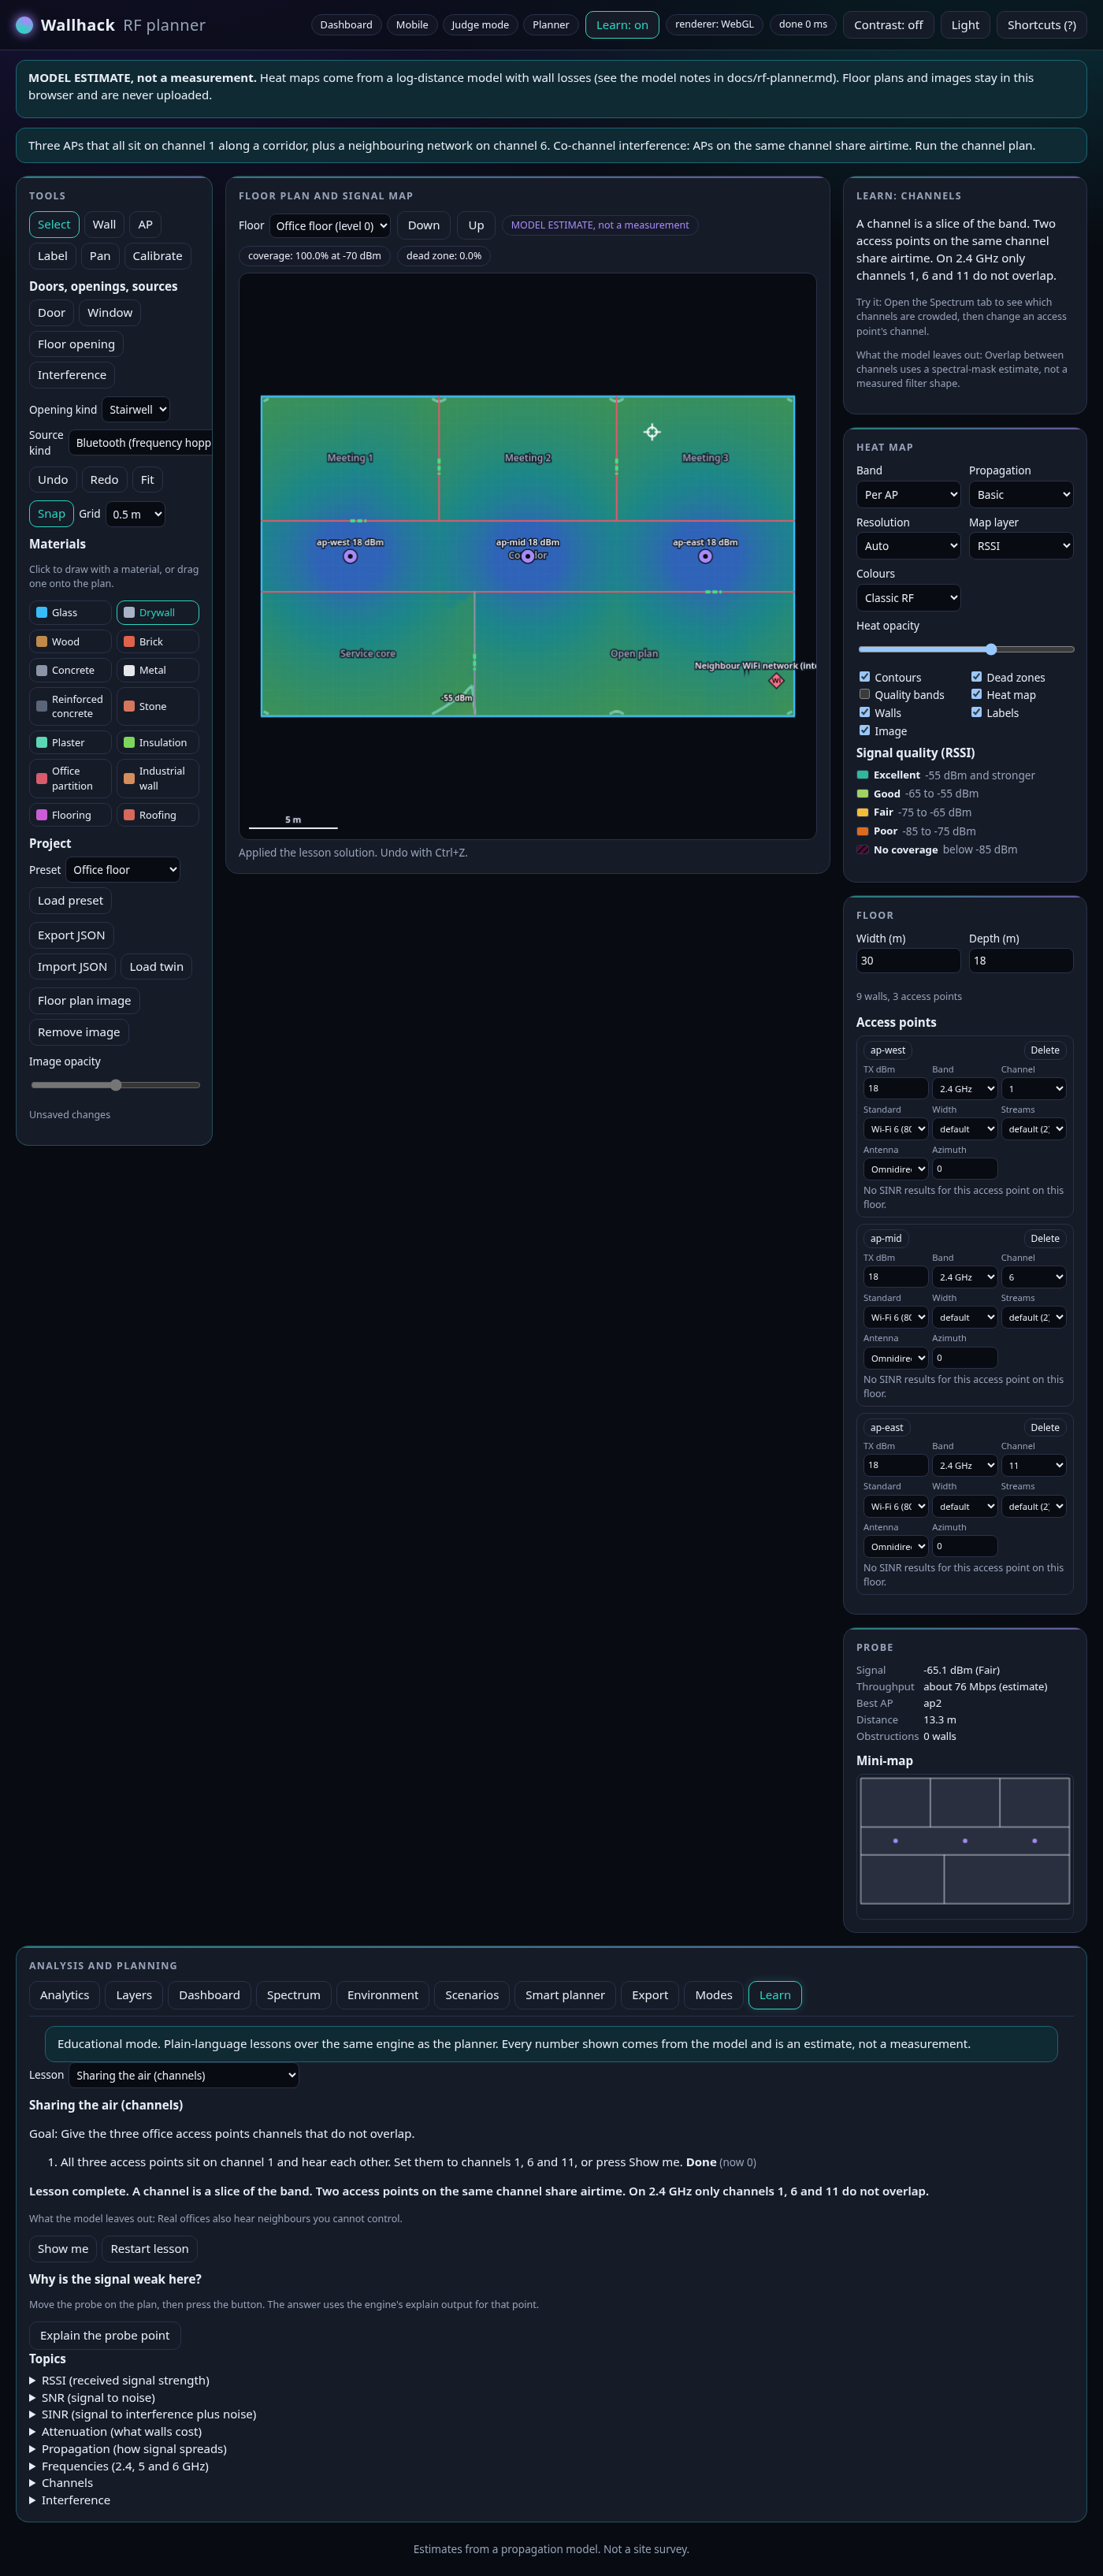 Wallhack RF planner
Dashboard Mobile Judge mode Planner Learn: on renderer: WebGL done 0 ms Contrast: off Light Shortcuts (?)
MODEL ESTIMATE, not a measurement. Heat maps come from a log-distance model with wall losses (see the model notes in docs/rf-planner.md). Floor plans and images stay in this
browser and are never uploaded.
Three APs that all sit on channel 1 along a corridor, plus a neighbouring network on channel 6. Co-channel interference: APs on the same channel share airtime. Run the channel plan.
TOOLS
Select Wall AP
Label Pan Calibrate
Doors, openings, sources
Door Window
Floor opening
Interference
Opening kind Stairwell
Source kind Bluetooth (frequency hopp
Undo Redo Fit
Snap Grid 0.5 m
Materials
Click to draw with a material, or drag
one onto the plan.
Glass Drywall
Wood Brick
Concrete Metal
Reinforced concrete Stone
Plaster Insulation
Office partition Industrial wall
Flooring Roofing
Project
Preset Office floor
Load preset
Export JSON
Import JSON Load twin
Floor plan image
Remove image
Image opacity
Unsaved changes
FLOOR PLAN AND SIGNAL MAP
Floor Office floor (level 0) Down Up MODEL ESTIMATE, not a measurement
coverage: 100.0% at -70 dBm dead zone: 0.0%
Meeting 1 Meeting 2 Meeting 3
ap-west 18 dBm ap-mid 18 dBm ap-east 18 dBm
Service core Open plan
Neighbour WiFi network (inte
Wi
-55 dBm
5 m
Applied the lesson solution. Undo with Ctrl+Z.
LEARN: CHANNELS
A channel is a slice of the band. Two
access points on the same channel
share airtime. On 2.4 GHz only
channels 1, 6 and 11 do not overlap.
Try it: Open the Spectrum tab to see which
channels are crowded, then change an access
point's channel.
What the model leaves out: Overlap between
channels uses a spectral-mask estimate, not a
measured filter shape.
HEAT MAP
Band Propagation
Per AP Basic
Resolution Map layer
Auto RSSI
Colours
Classic RF
Heat opacity
Contours Dead zones
Quality bands Heat map
Walls Labels
Image
Signal quality (RSSI)
Excellent -55 dBm and stronger
Good -65 to -55 dBm
Fair -75 to -65 dBm
Poor -85 to -75 dBm
No coverage below -85 dBm
FLOOR
Width (m) Depth (m)
30 18
9 walls, 3 access points
Access points
ap-west Delete
TX dBm Band Channel
18 2.4 GHz 1
Standard Width Streams
Wi-Fi 6 (80 default default (2)
Antenna Azimuth
Omnidire 0
No SINR results for this access point on this
floor.
ap-mid Delete
TX dBm Band Channel
18 2.4 GHz 6
Standard Width Streams
Wi-Fi 6 (80 default default (2)
Antenna Azimuth
Omnidire 0
No SINR results for this access point on this
floor.
ap-east Delete
TX dBm Band Channel
18 2.4 GHz 11
Standard Width Streams
Wi-Fi 6 (80 default default (2)
Antenna Azimuth
Omnidire 0
No SINR results for this access point on this
floor.
PROBE
Signal -65.1 dBm (Fair)
Throughput about 76 Mbps (estimate)
Best AP ap2
Distance 13.3 m
Obstructions 0 walls
Mini-map
ANALYSIS AND PLANNING
Analytics Layers Dashboard Spectrum Environment Scenarios Smart planner Export Modes Learn
Educational mode. Plain-language lessons over the same engine as the planner. Every number shown comes from the model and is an estimate, not a measurement.
Lesson Sharing the air (channels)
Sharing the air (channels)
Goal: Give the three office access points channels that do not overlap.
1. All three access points sit on channel 1 and hear each other. Set them to channels 1, 6 and 11, or press Show me. Done (now 0)
Lesson complete. A channel is a slice of the band. Two access points on the same channel share airtime. On 2.4 GHz only channels 1, 6 and 11 do not overlap.
What the model leaves out: Real offices also hear neighbours you cannot control.
Show me Restart lesson
Why is the signal weak here?
Move the probe on the plan, then press the button. The answer uses the engine's explain output for that point.
Explain the probe point
Topics
RSSI (received signal strength)
SNR (signal to noise)
SINR (signal to interference plus noise)
Attenuation (what walls cost)
Propagation (how signal spreads)
Frequencies (2.4, 5 and 6 GHz)
Channels
Interference
Estimates from a propagation model. Not a site survey.